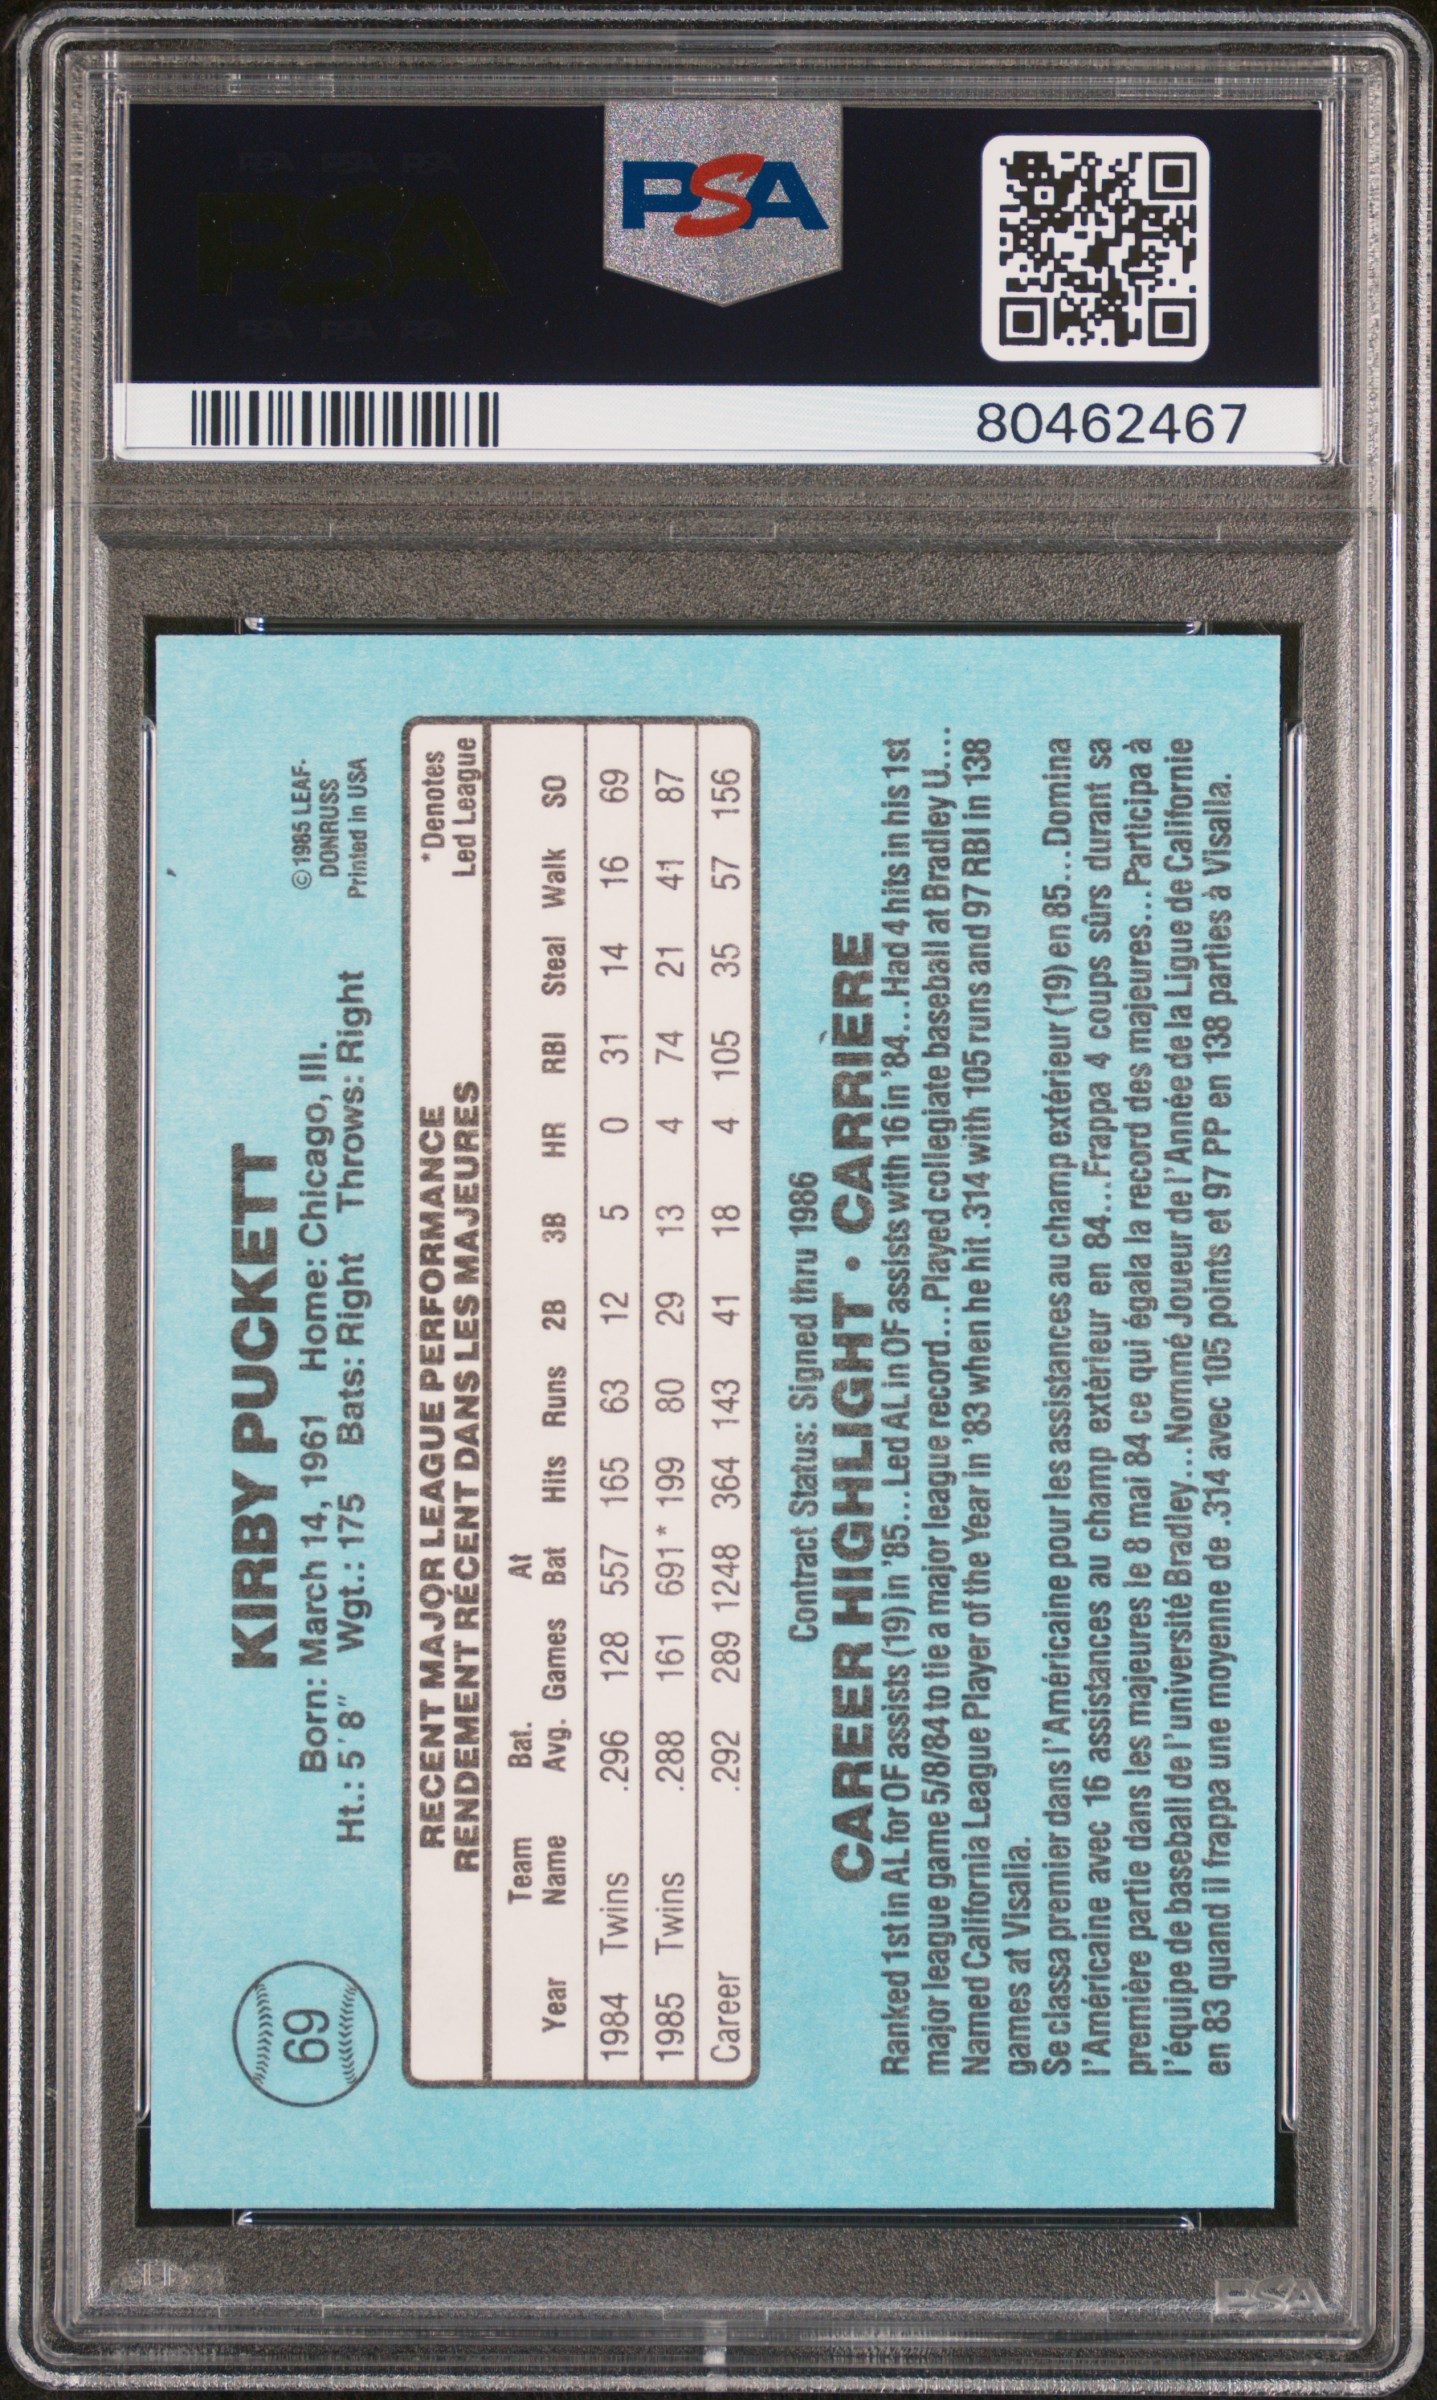 PSA
80462467
69
KIRBY PUCKETT
©1985 LEAF-
DONRUSS
Printed in USA
Born: March 14, 1961 Home: Chicago, Ill.
Ht.: 5'8" Wgt.: 175 Bats: Right Throws: Right
RECENT MAJOR LEAGUE PERFORMANCE
RENDEMENT RÉCENT DANS LES MAJEURES
*Denotes
Led League
Year Team Name Bat. Avg. Games At Bat Hits Runs 2B 3B HR RBI Steal Walk SO
1984 Twins .296 128 557 165 63 12 5 0 31 14 16 69
1985 Twins .288 161 691* 199 80 29 13 4 74 21 41 87
Career .292 289 1248 364 143 41 18 4 105 35 57 156
Contract Status: Signed thru 1986
CAREER HIGHLIGHT • CARRIÈRE
Ranked 1st in AL for OF assists (19) in '85...Led AL in OF assists with 16 in '84...Had 4 hits in his 1st
major league game 5/8/84 to tie a major league record...Played collegiate baseball at Bradley U....
Named California League Player of the Year in '83 when he hit .314 with 105 runs and 97 RBI in 138
games at Visalia.
Se classa premier dans l'Américaine pour les assistances au champ extérieur (19) en 85...Domina
l'Américaine avec 16 assistances au champ extérieur en 84...Frappa 4 coups sûrs durant sa
première partie dans les majeures le 8 mai 84 ce qui égala la record des majeures...Participa à
l'équipe de baseball de l'université Bradley...Nommé Joueur de l'Année de la Ligue de Californie
en 83 quand il frappa une moyenne de .314 avec 105 points et 97 PP en 138 parties à Visalla.
PSA